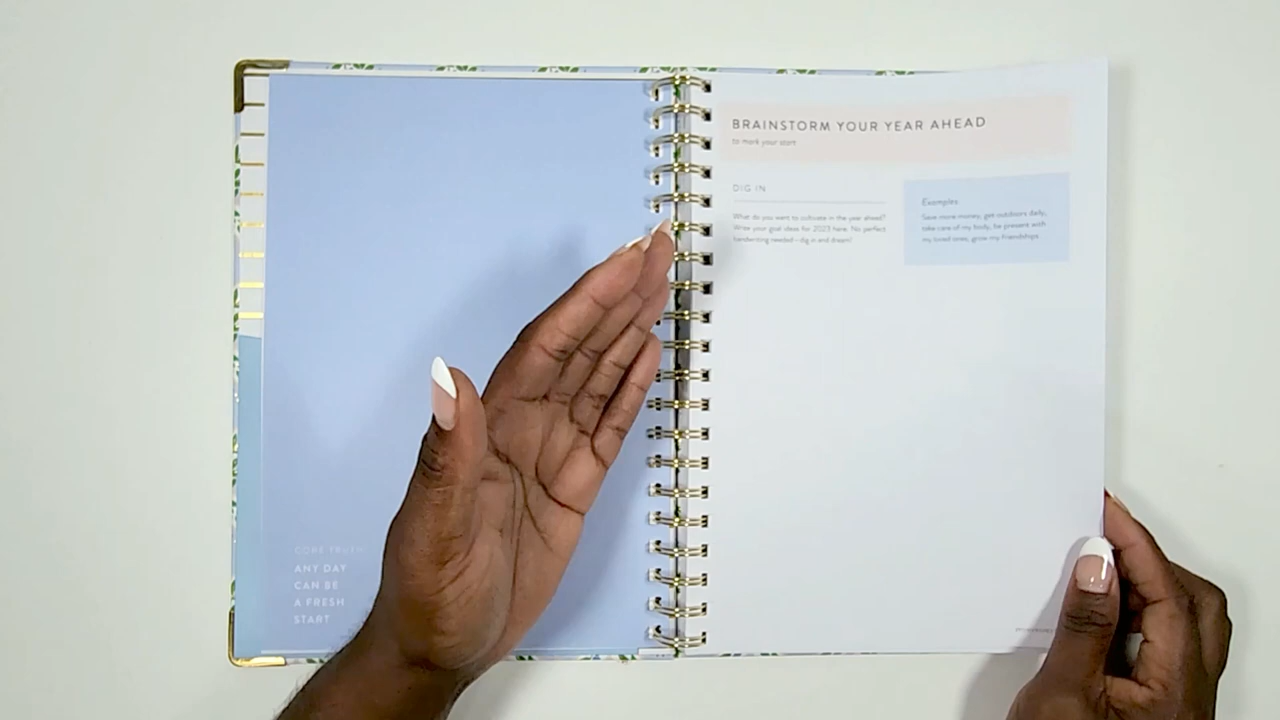 CORE TRUTH
ANY DAY
CAN BE
A FRESH
START
BRAINSTORM YOUR YEAR AHEAD
to mark your start
DIG IN
What do you want to cultivate in the year ahead?
Write your goal ideas for 2023 here. No perfect
handwriting needed—dig in and dream!
Examples
Save more money, get outdoors daily,
take care of my body, be present with
my loved ones, grow my friendships.